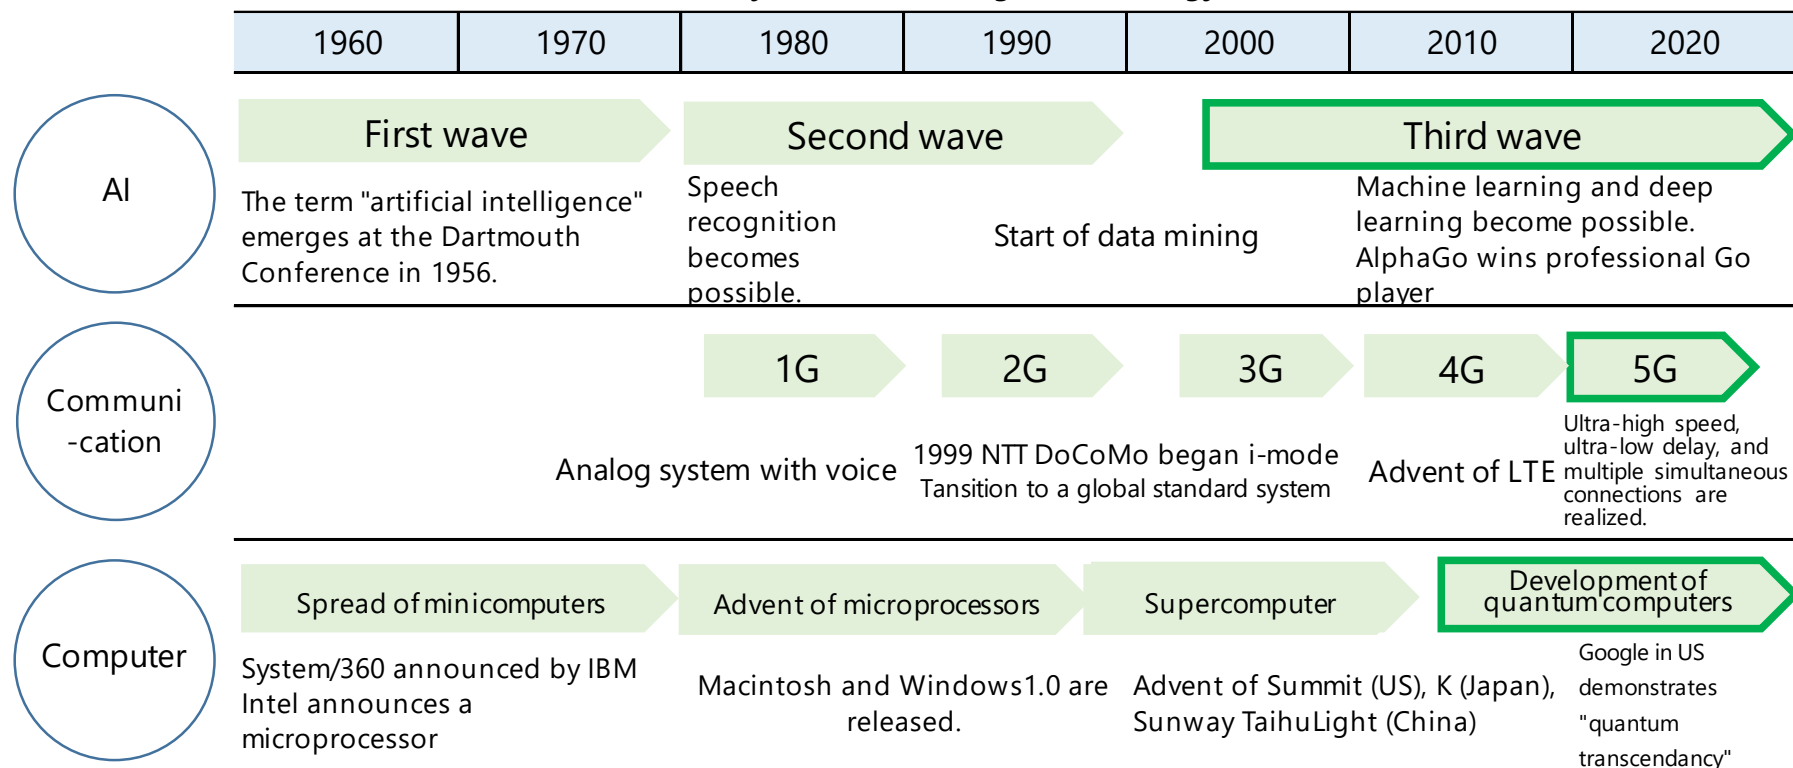 1960 1970 1980 1990 2000 2010 2020
AI
First wave
Second wave
Third wave
The term "artificial intelligence"
emerges at the Dartmouth
Conference in 1956.
Speech
recognition
becomes
possible.
Start of data mining
Machine learning and deep
learning become possible.
AlphaGo wins professional Go
player
Communi
-cation
1G
2G
3G
4G
5G
Analog system with voice
1999 NTT DoCoMo began i-mode
Tansition to a global standard system
Advent of LTE
Ultra-high speed,
ultra-low delay, and
multiple simultaneous
connections are
realized.
Computer
Spread of minicomputers
Advent of microprocessors
Supercomputer
Development of
quantum computers
System/360 announced by IBM
Intel announces a
microprocessor
Macintosh and Windows1.0 are
released.
Advent of Summit (US), K (Japan),
Sunway TaihuLight (China)
Google in US
demonstrates
"quantum
transcendancy"